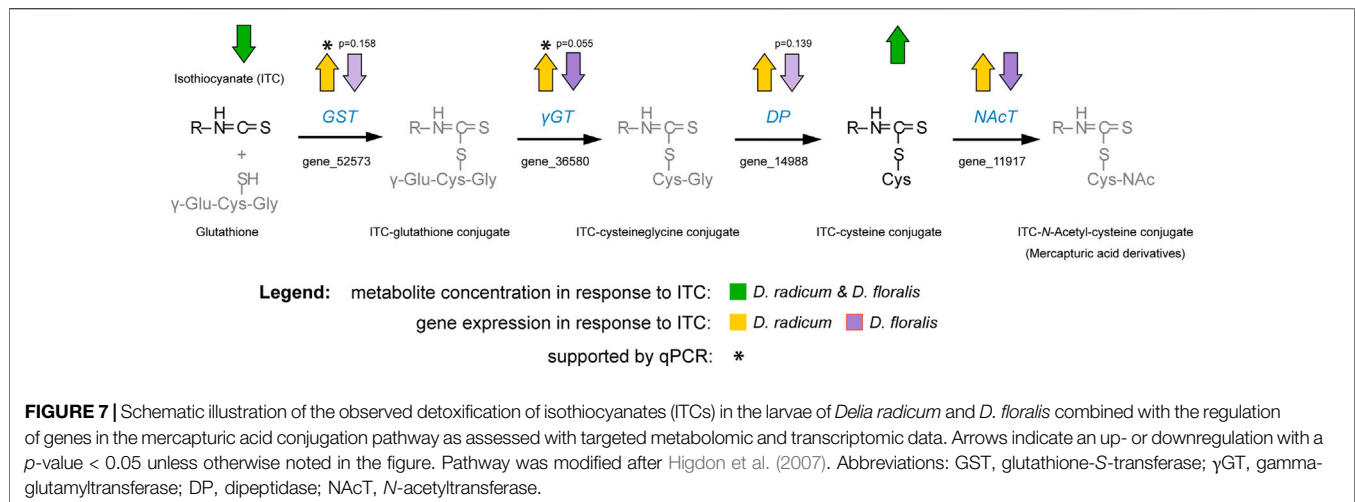 * p=0.158
* p=0.055
p=0.139
Isothiocyanate (ITC)
GST
γGT
DP
NAcT
R–N=C=S
H
+
SH
γ-Glu-Cys-Gly
Glutathione
gene_52573
R–N=C=S
H
S
γ-Glu-Cys-Gly
ITC-glutathione conjugate
gene_36580
R–N=C=S
H
S
Cys-Gly
ITC-cysteineglycine conjugate
gene_14988
R–N=C=S
H
S
Cys
ITC-cysteine conjugate
gene_11917
R–N=C=S
H
S
Cys-NAc
ITC-N-Acetyl-cysteine conjugate
(Mercapturic acid derivatives)
Legend: metabolite concentration in response to ITC: D. radicum & D. floralis
gene expression in response to ITC: D. radicum D. floralis
supported by qPCR: *
FIGURE 7 | Schematic illustration of the observed detoxification of isothiocyanates (ITCs) in the larvae of Delia radicum and D. floralis combined with the regulation
of genes in the mercapturic acid conjugation pathway as assessed with targeted metabolomic and transcriptomic data. Arrows indicate an up- or downregulation with a
p-value < 0.05 unless otherwise noted in the figure. Pathway was modified after Higdon et al. (2007). Abbreviations: GST, glutathione-S-transferase; γGT, gamma-
glutamyltransferase; DP, dipeptidase; NAcT, N-acetyltransferase.